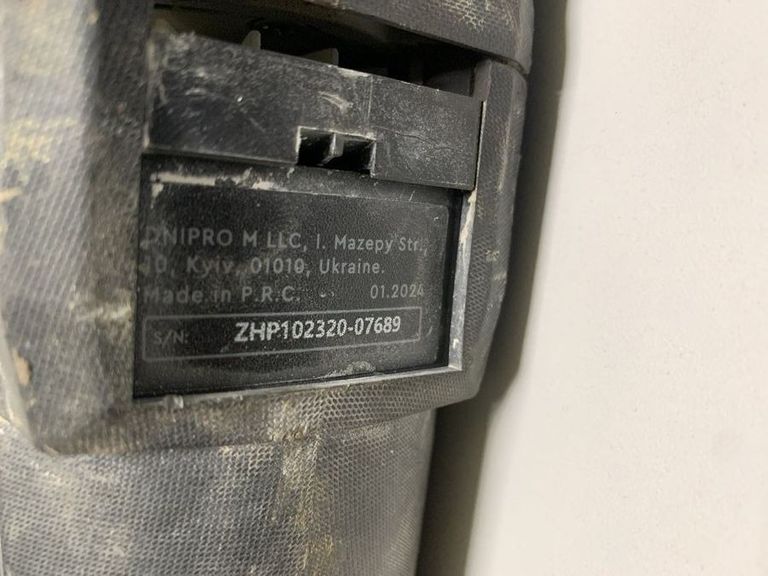 DNIPRO M LLC, I. Mazepy Str.,
10, Kyiv, 01010, Ukraine.
Made in P.R.C. 01.2024
S/N: ZHP102320-07689